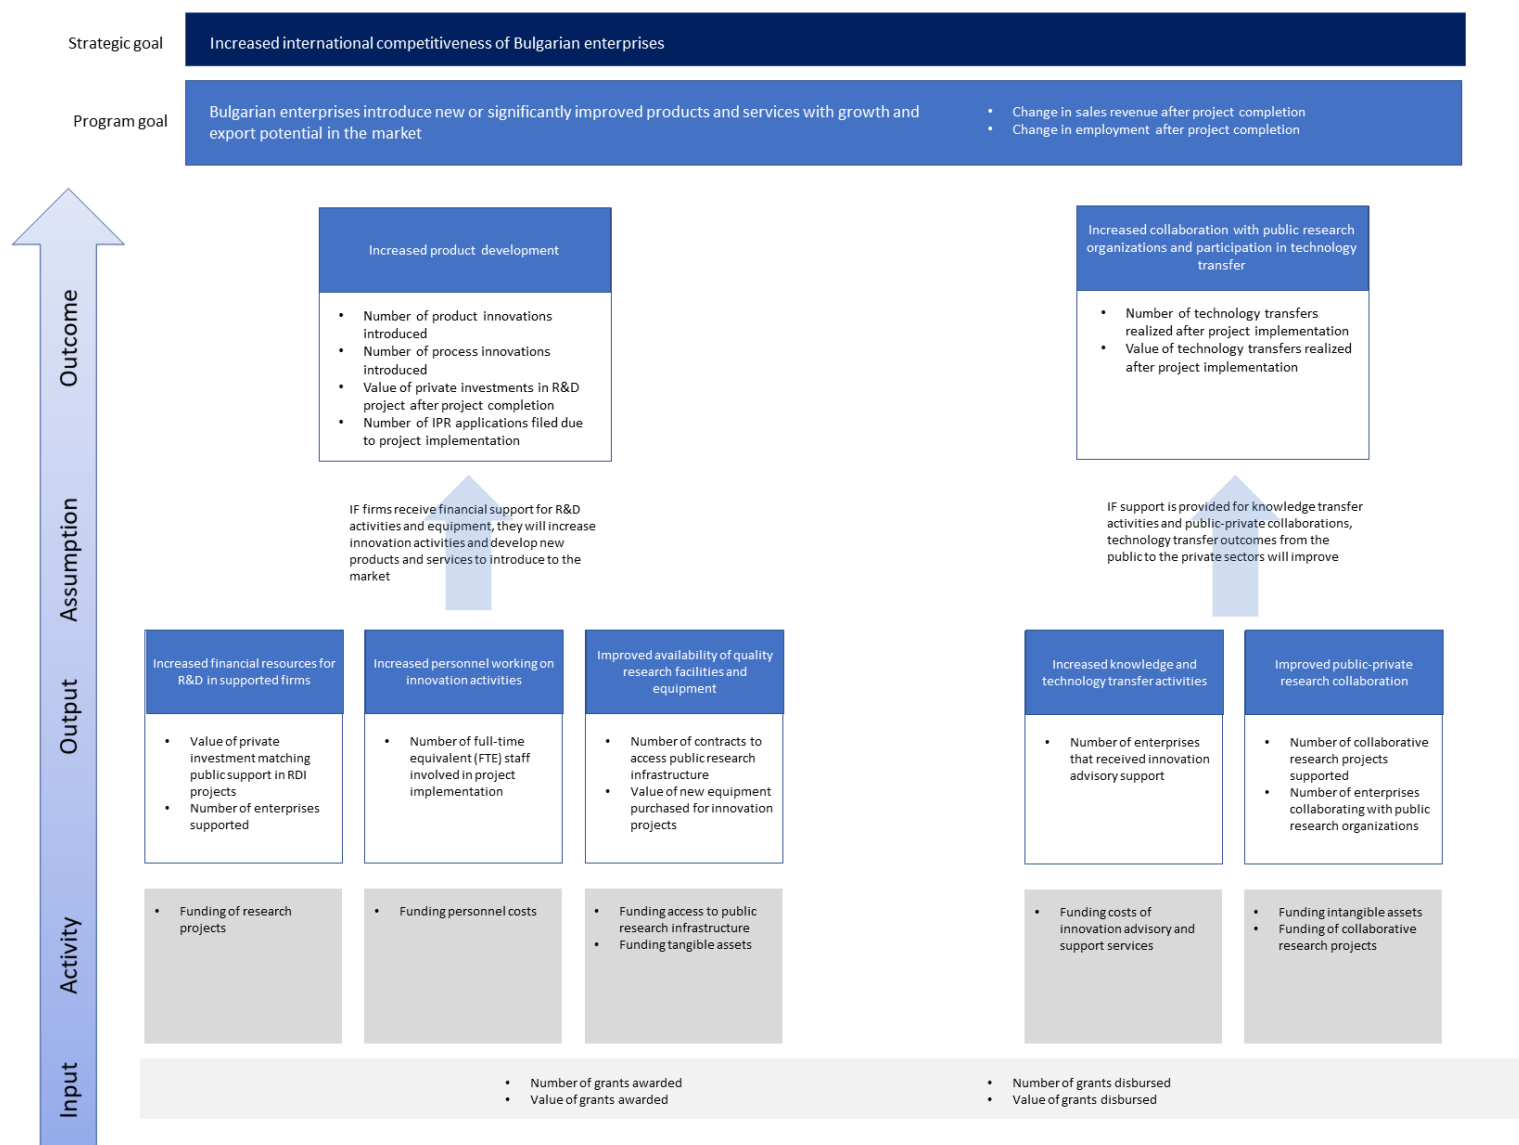 Strategic goal
Increased international competitiveness of Bulgarian enterprises
Program goal
Bulgarian enterprises introduce new or significantly improved products and services with growth and
export potential in the market
• Change in sales revenue after project completion
• Change in employment after project completion
Outcome
Increased product development
• Number of product innovations
introduced
• Number of process innovations
introduced
• Value of private investments in R&D
project after project completion
• Number of IPR applications filed due
to project implementation
Increased collaboration with public research
organizations and participation in technology
transfer
• Number of technology transfers
realized after project implementation
• Value of technology transfers realized
after project implementation
Assumption
IF firms receive financial support for R&D
activities and equipment, they will increase
innovation activities and develop new
products and services to introduce to the
market
IF support is provided for knowledge transfer
activities and public-private collaborations,
technology transfer outcomes from the
public to the private sectors will improve
Output
Increased financial resources for
R&D in supported firms
• Value of private
investment matching
public support in RDI
projects
• Number of enterprises
supported
Increased personnel working on
innovation activities
• Number of full-time
equivalent (FTE) staff
involved in project
implementation
Improved availability of quality
research facilities and
equipment
• Number of contracts to
access public research
infrastructure
• Value of new equipment
purchased for innovation
projects
Increased knowledge and
technology transfer activities
• Number of enterprises
that received innovation
advisory support
Improved public-private
research collaboration
• Number of collaborative
research projects
supported
• Number of enterprises
collaborating with public
research organizations
Activity
• Funding of research
projects
• Funding personnel costs
• Funding access to public
research infrastructure
• Funding tangible assets
• Funding costs of
innovation advisory and
support services
• Funding intangible assets
• Funding of collaborative
research projects
Input
• Number of grants awarded
• Value of grants awarded
• Number of grants disbursed
• Value of grants disbursed